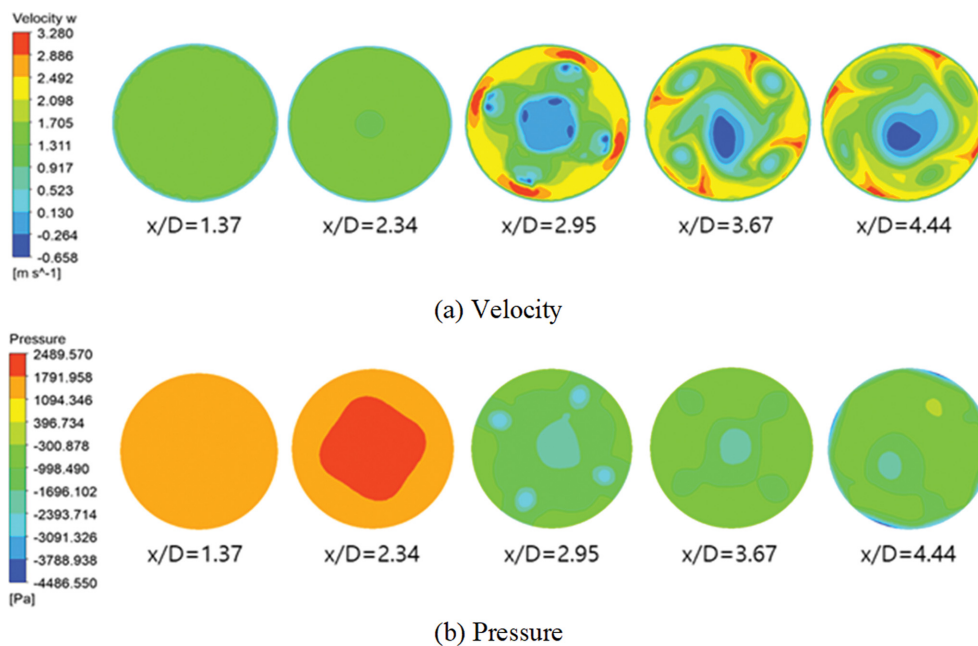 Velocity w
3.280
2.886
2.492
2.098
1.705
1.311
0.917
0.523
0.130
-0.264
-0.658
[m s^-1]
x/D=1.37 x/D=2.34 x/D=2.95 x/D=3.67 x/D=4.44
(a) Velocity
Pressure
2489.570
1791.958
1094.346
396.734
-300.878
-998.490
-1696.102
-2393.714
-3091.326
-3788.938
-4486.550
[Pa]
x/D=1.37 x/D=2.34 x/D=2.95 x/D=3.67 x/D=4.44
(b) Pressure